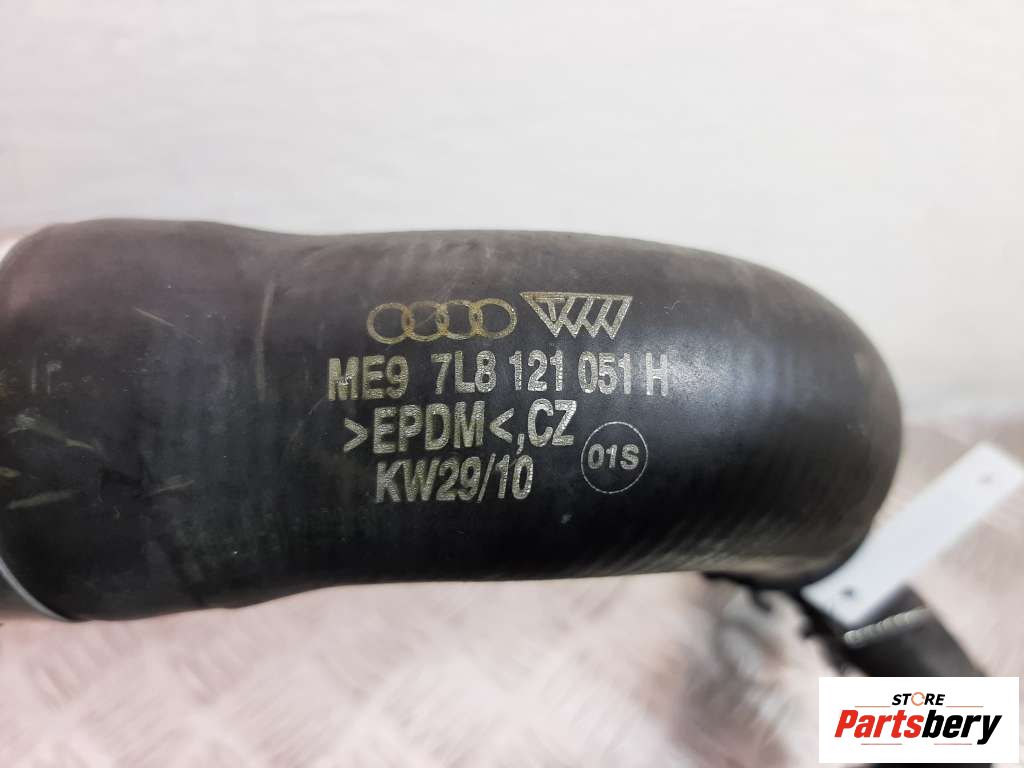 ME9 7L8 121 051 H
>EPDM<,CZ
KW29/10
01S
STORE
Partsbery